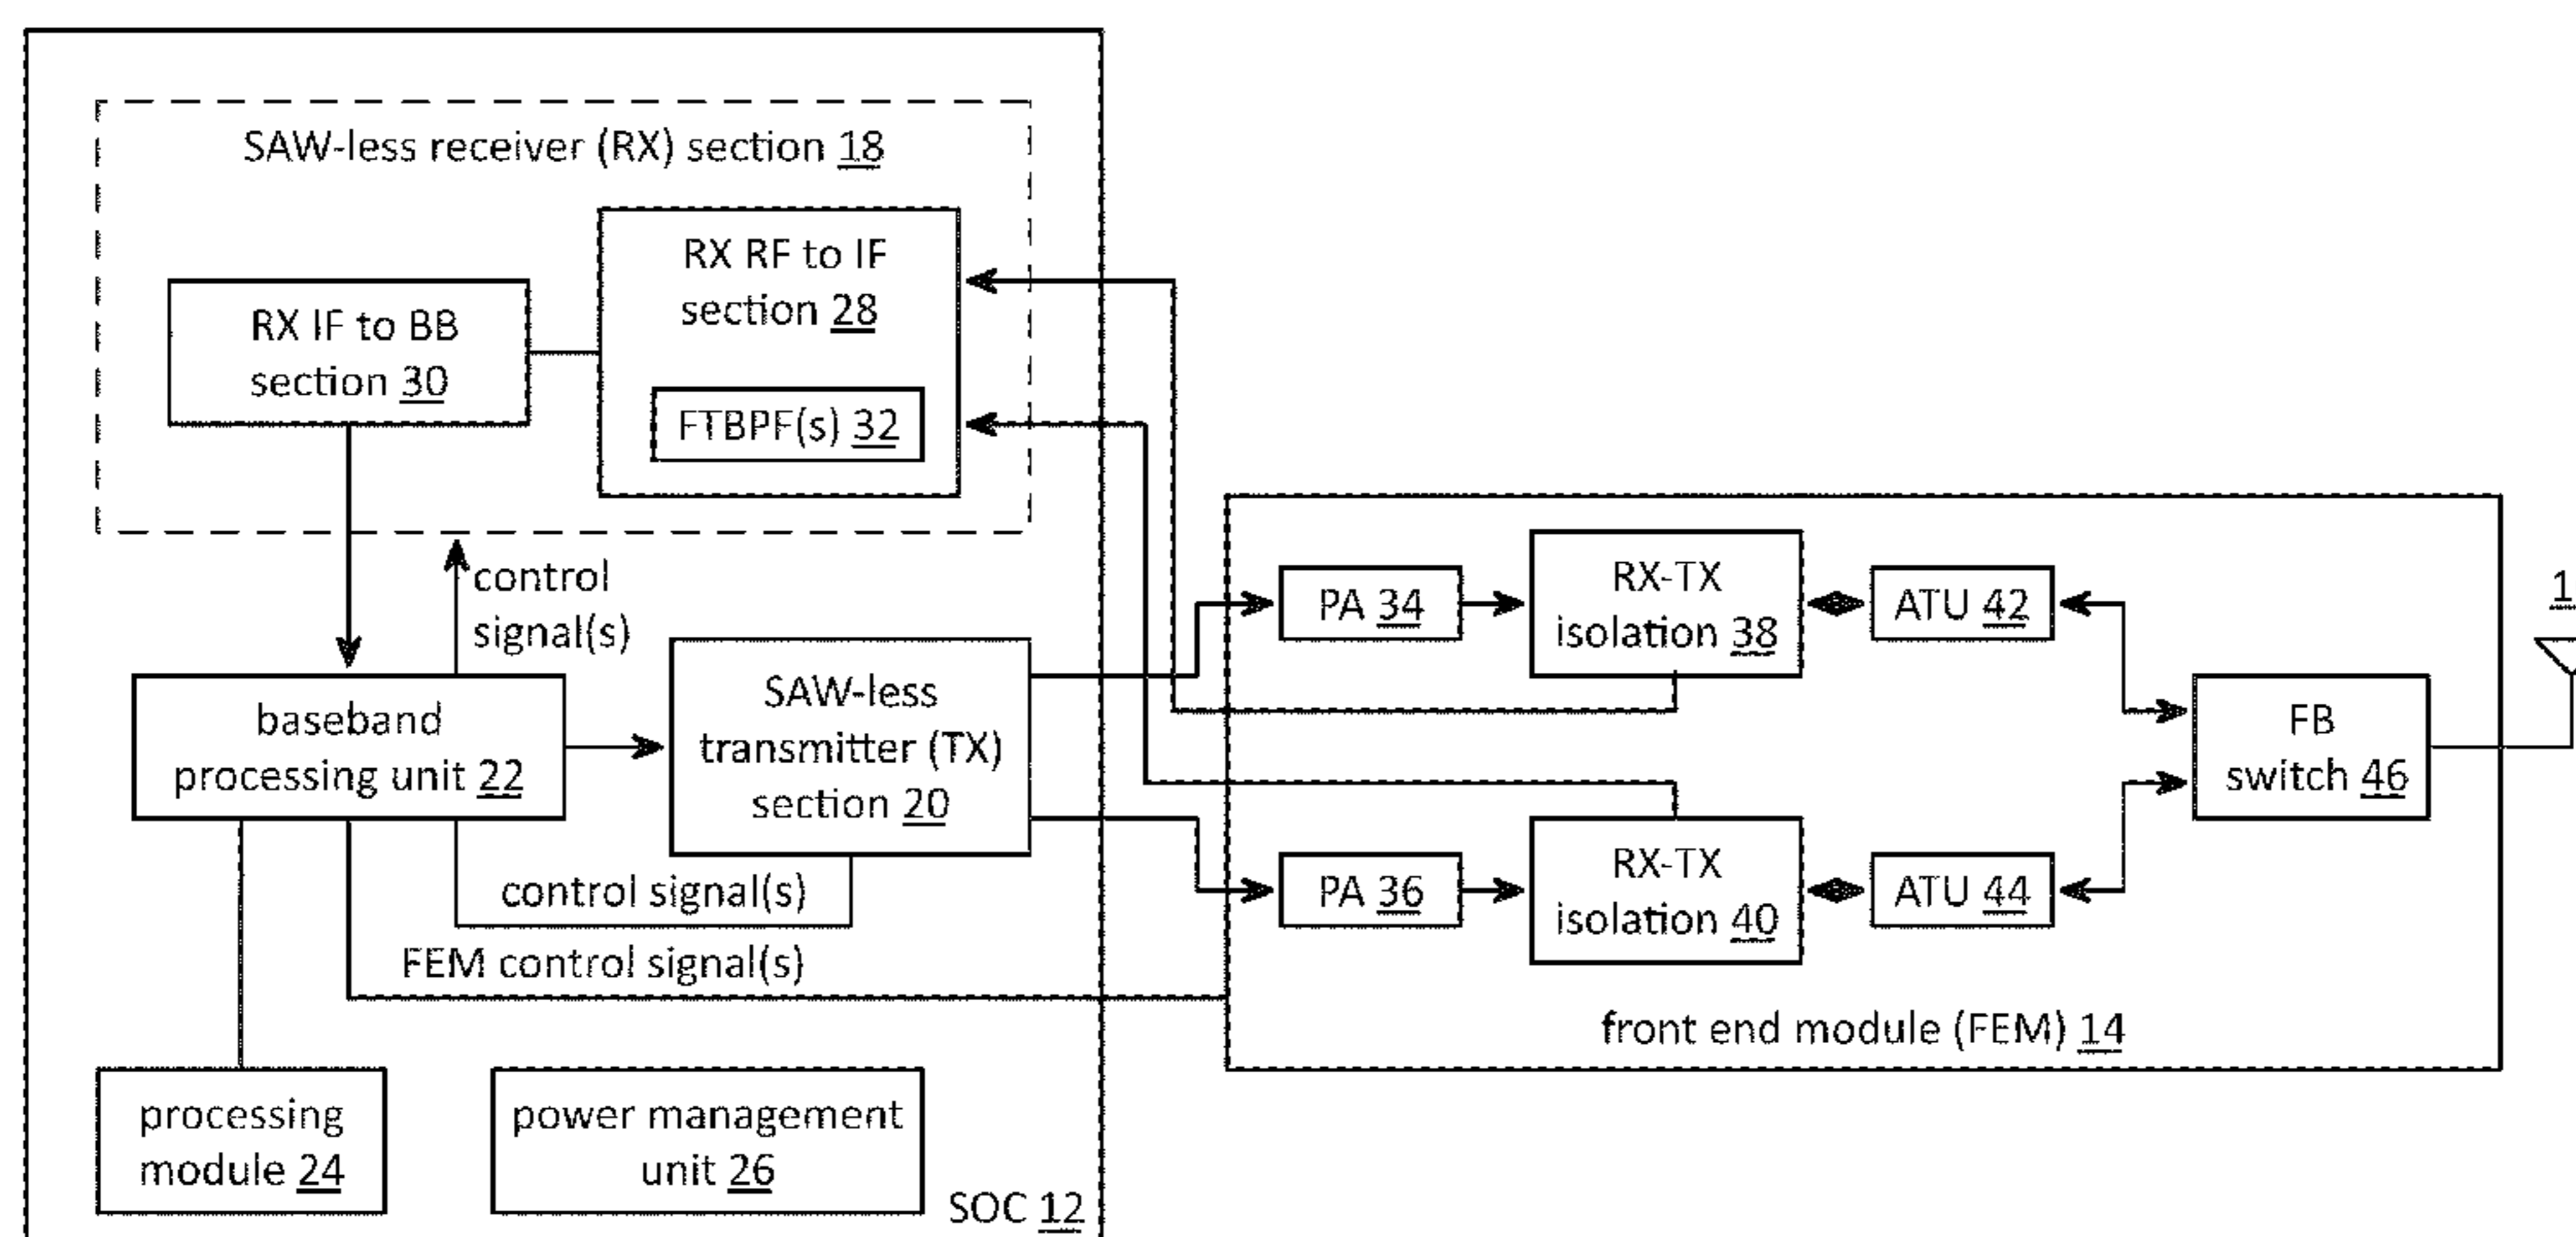 SAW-less receiver (RX) section 18
RX RF to IF
section 28
RX IF to BB
section 30
FTBPF(s) 32
control
signal(s)
PA 34
RX-TX
isolation 38
ATU 42
baseband
processing unit 22
SAW-less
transmitter (TX)
section 20
FB
switch 46
control signal(s)
PA 36
RX-TX
isolation 40
ATU 44
FEM control signal(s)
front end module (FEM) 14
processing
module 24
power management
unit 26
SOC 12